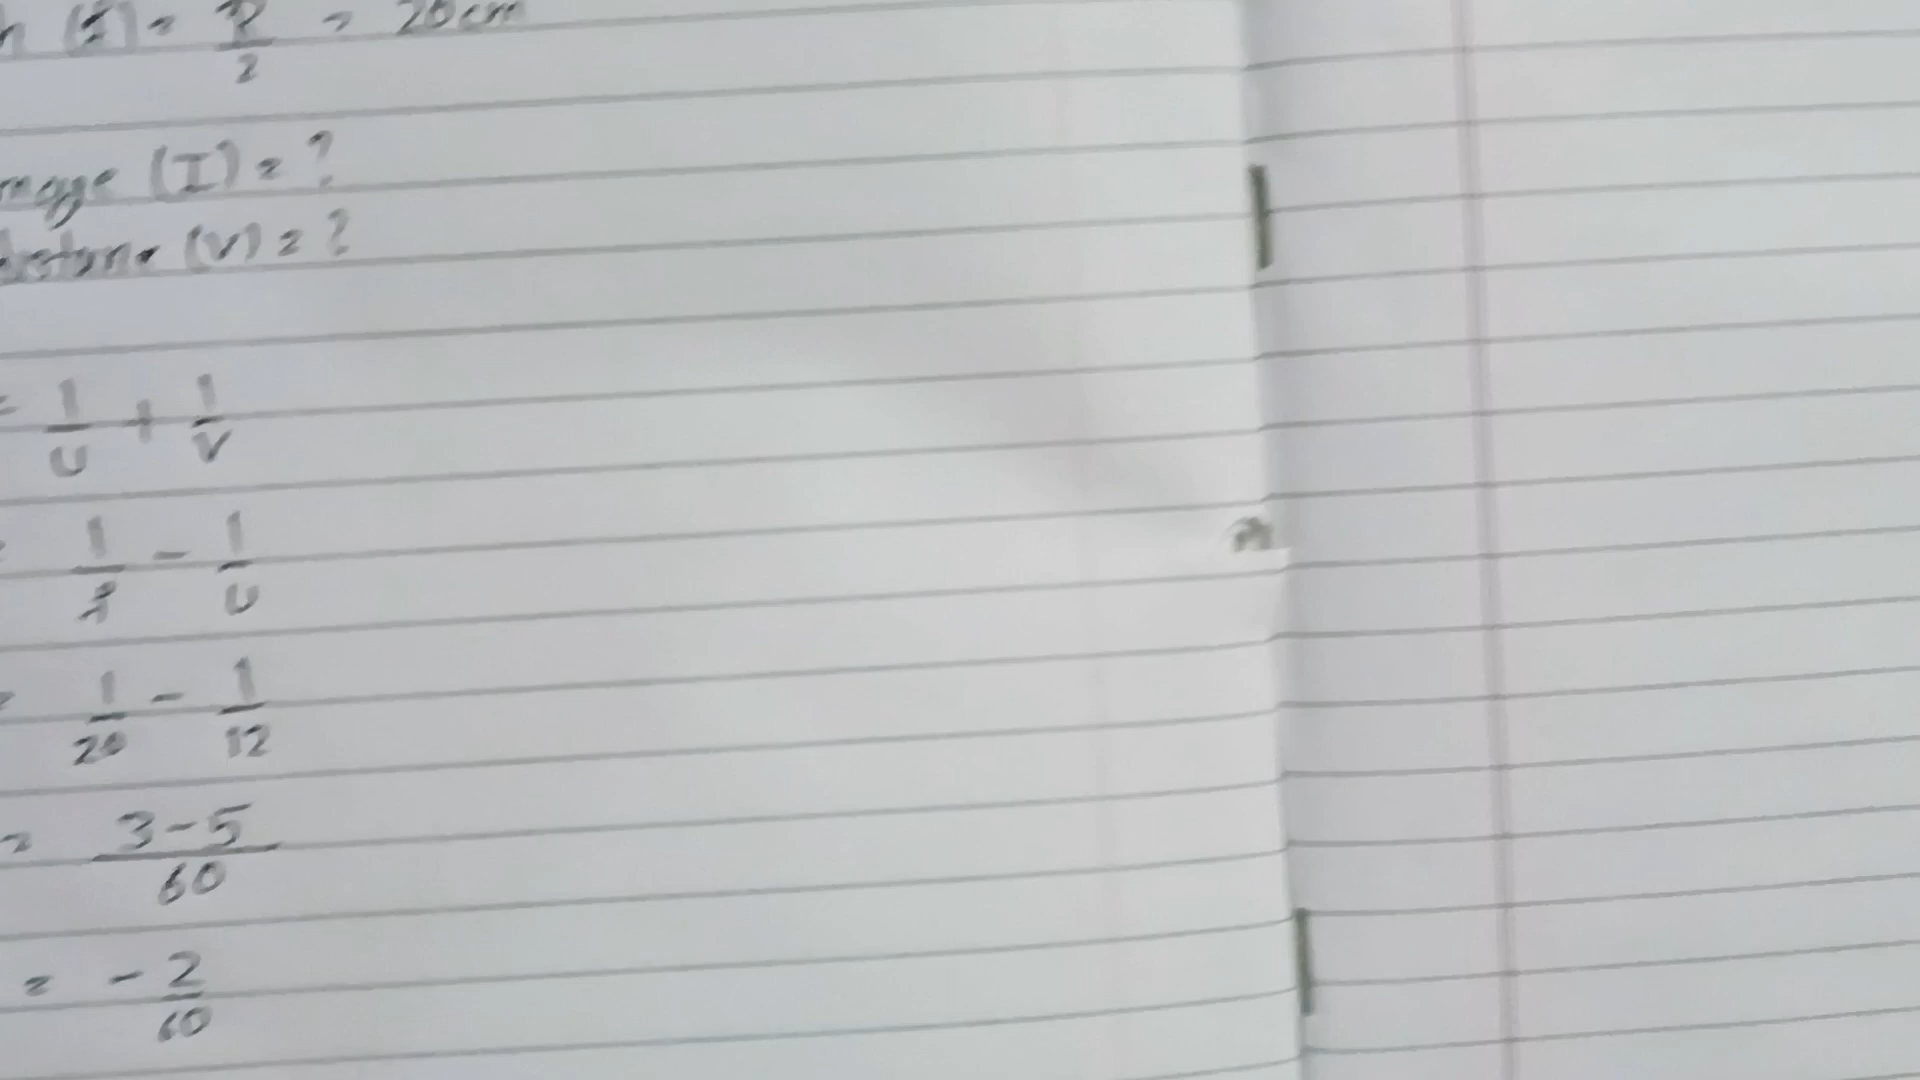 (f) = R/2 = 20cm
(I) = ?
(v) = ?
= 1/u + 1/v
= 1/f - 1/u
= 1/20 - 1/12
= 3-5/60
= -2/60